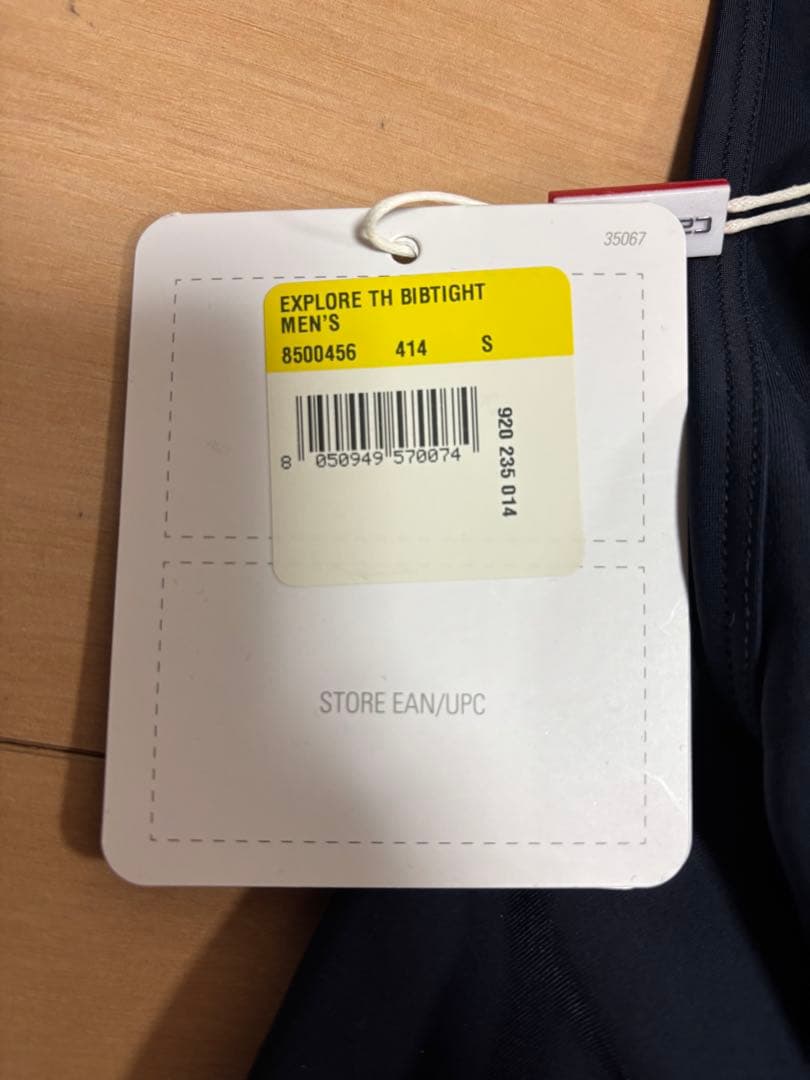 35067
EXPLORE TH BIBTIGHT
MEN'S
8500456 414 S
8 050949 570074
920 235 014
STORE EAN/UPC